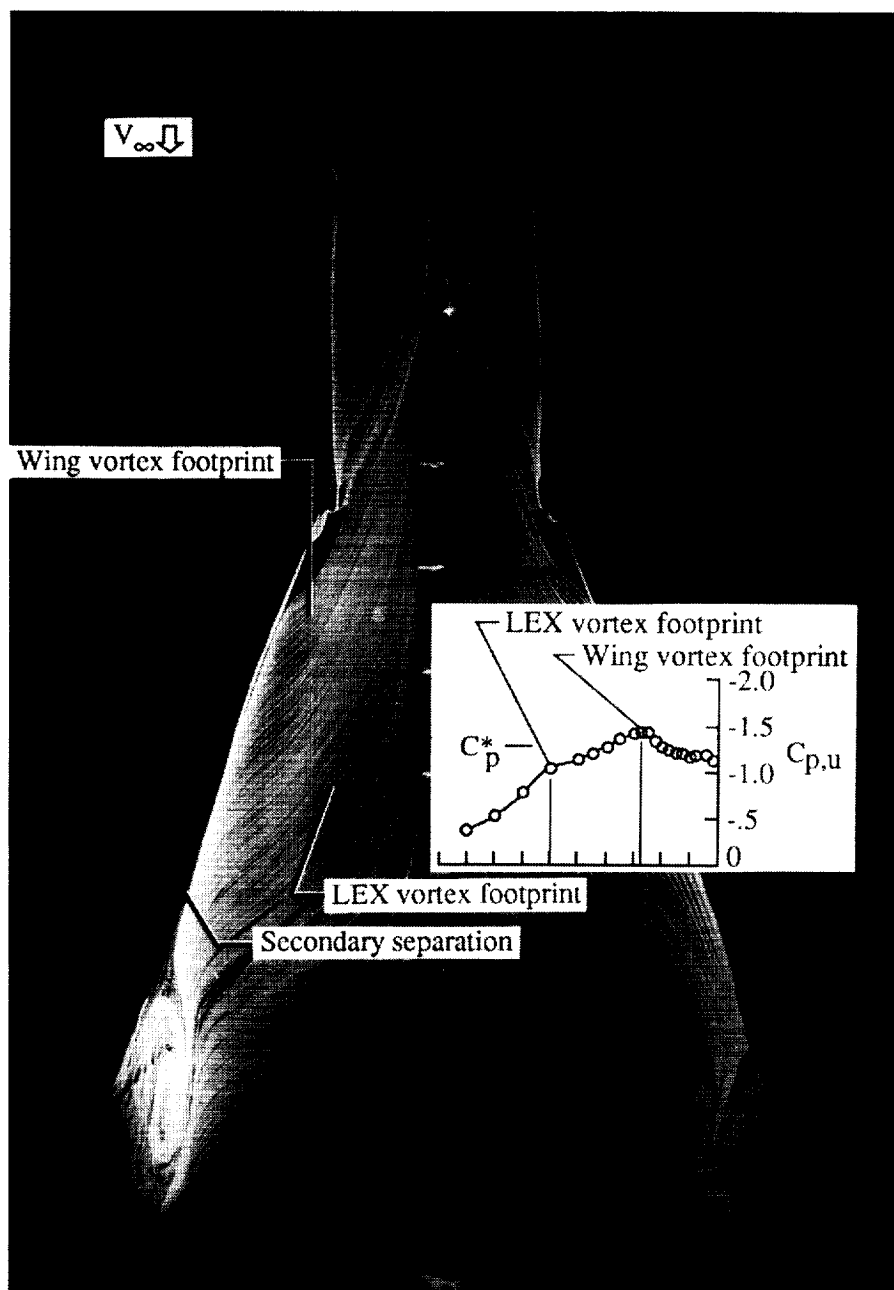 V∞
Wing vortex footprint
LEX vortex footprint
Wing vortex footprint
-2.0
-1.5
C*p
Cp,u
-1.0
-.5
0
LEX vortex footprint
Secondary separation